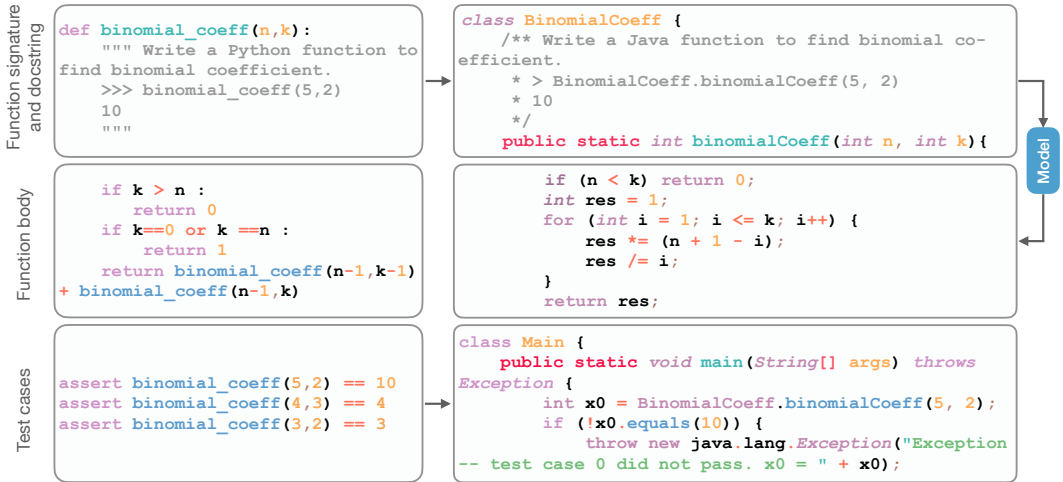 Function signature
and docstring
def binomial_coeff(n,k):
    """ Write a Python function to
find binomial coefficient.
    >>> binomial_coeff(5,2)
    10
    """
class BinomialCoeff {
    /** Write a Java function to find binomial co-
efficient.
     * > BinomialCoeff.binomialCoeff(5, 2)
     * 10
     */
    public static int binomialCoeff(int n, int k){
Model
Function body
    if k > n :
        return 0
    if k==0 or k ==n :
        return 1
    return binomial_coeff(n-1,k-1)
+ binomial_coeff(n-1,k)
        if (n < k) return 0;
        int res = 1;
        for (int i = 1; i <= k; i++) {
            res *= (n + 1 - i);
            res /= i;
        }
        return res;
Test cases
assert binomial_coeff(5,2) == 10
assert binomial_coeff(4,3) == 4
assert binomial_coeff(3,2) == 3
class Main {
    public static void main(String[] args) throws
Exception {
        int x0 = BinomialCoeff.binomialCoeff(5, 2);
        if (!x0.equals(10)) {
            throw new java.lang.Exception("Exception
-- test case 0 did not pass. x0 = " + x0);